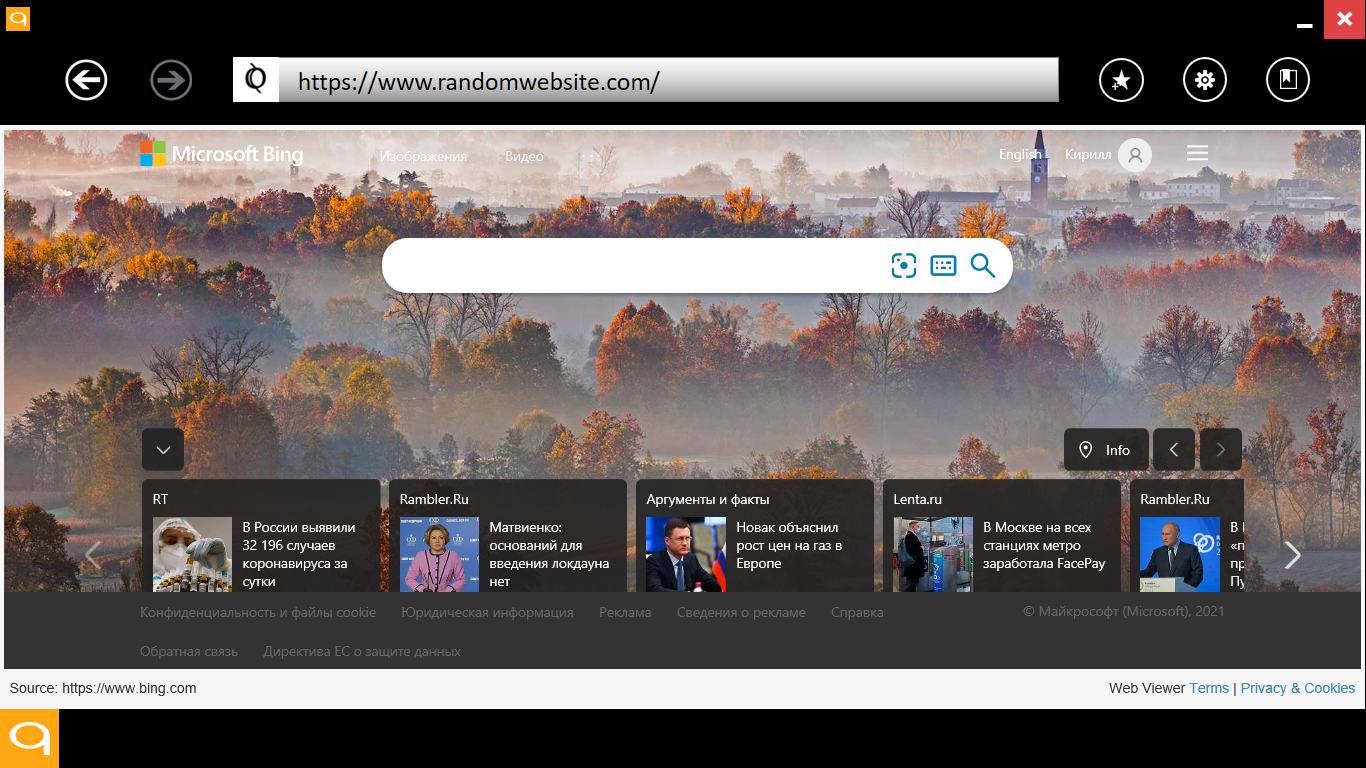 https://www.randomwebsite.com/
Microsoft Bing
Изображения
Видео
English
Кирилл
Info
RT
В России выявили
32 196 случаев
коронавируса за
сутки
Rambler.Ru
Матвиенко:
оснований для
введения локдауна
нет
Аргументы и факты
Новак объяснил
рост цен на газ в
Европе
Lenta.ru
В Москве на всех
станциях метро
заработала FacePay
Rambler.Ru
В
Конфиденциальность и файлы cookie
Юридическая информация
Реклама
Сведения о рекламе
Справка
© Майкрософт (Microsoft), 2021
Обратная связь
Директива ЕС о защите данных
Source: https://www.bing.com
Web Viewer Terms | Privacy & Cookies